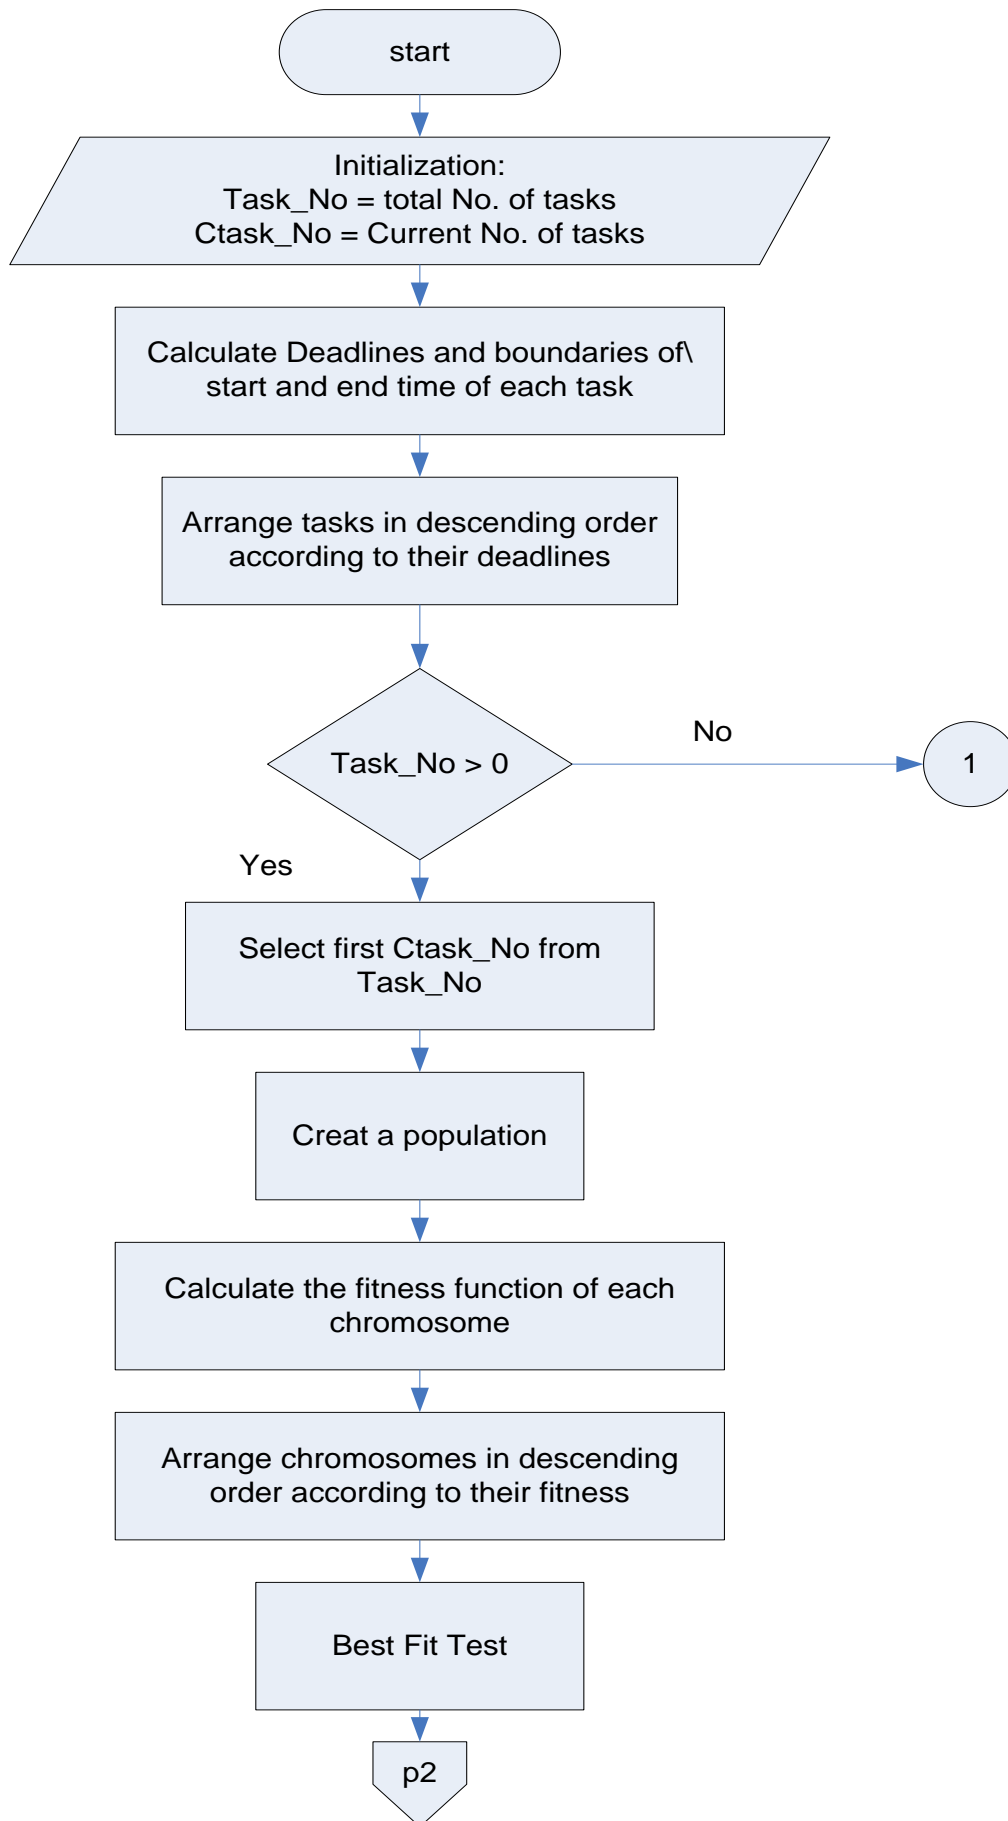 start
Initialization:
Task_No = total No. of tasks
Ctask_No = Current No. of tasks
Calculate Deadlines and boundaries of\
start and end time of each task
Arrange tasks in descending order
according to their deadlines
Task_No > 0
No
1
Yes
Select first Ctask_No from
Task_No
Creat a population
Calculate the fitness function of each
chromosome
Arrange chromosomes in descending
order according to their fitness
Best Fit Test
p2